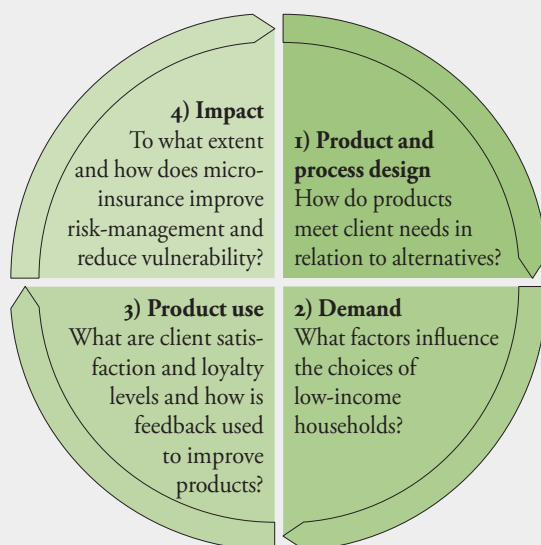 4) Impact
To what extent
and how does micro-
insurance improve
risk-management and
reduce vulnerability?
1) Product and
process design
How do products
meet client needs in
relation to alternatives?
3) Product use
What are client satis-
faction and loyalty
levels and how is
feedback used
to improve
products?
2) Demand
What factors influence
the choices of
low-income
households?